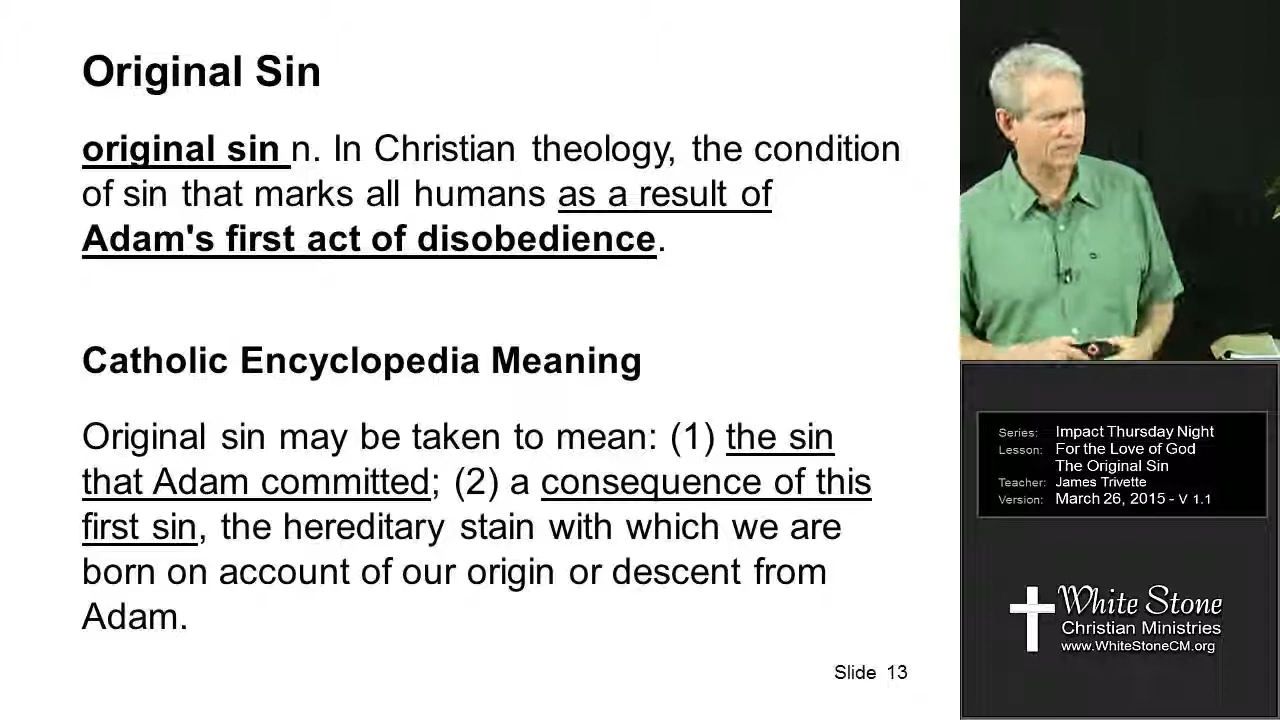 Original Sin
original sin n. In Christian theology, the condition
of sin that marks all humans as a result of
Adam's first act of disobedience.
Catholic Encyclopedia Meaning
Original sin may be taken to mean: (1) the sin
that Adam committed; (2) a consequence of this
first sin, the hereditary stain with which we are
born on account of our origin or descent from
Adam.
Slide 13
Series: Impact Thursday Night
Lesson: For the Love of God
The Original Sin
Teacher: James Trivette
Version: March 26, 2015 - V 1.1
White Stone
Christian Ministries
www.WhiteStoneCM.org